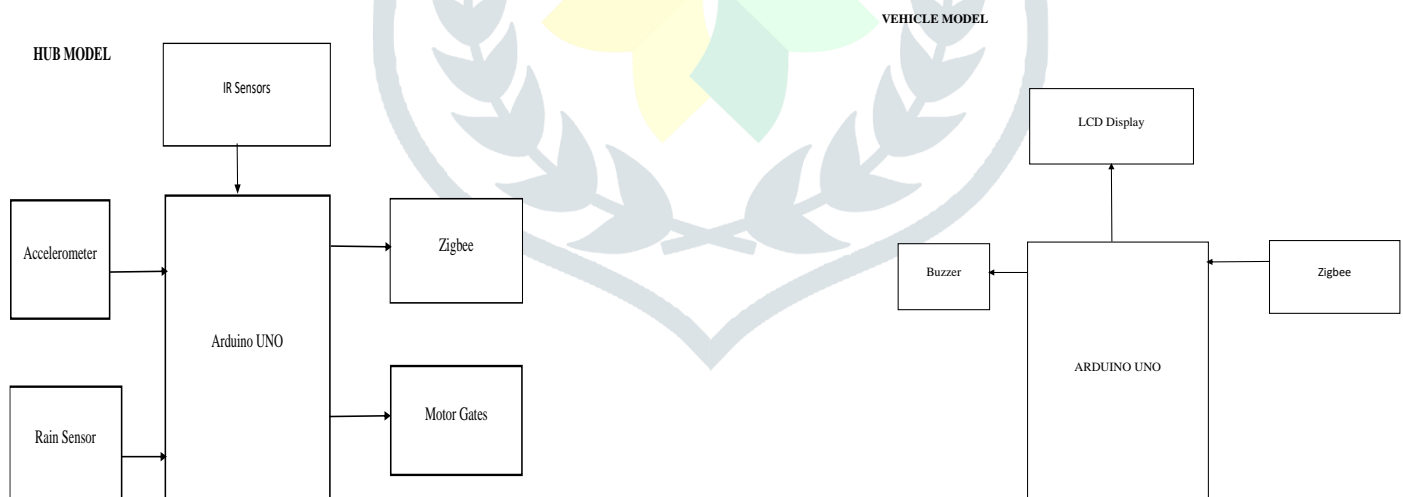 HUB MODEL
IR Sensors
Accelerometer
Arduino UNO
Zigbee
Rain Sensor
Motor Gates
VEHICLE MODEL
LCD Display
Buzzer
Zigbee
ARDUINO UNO